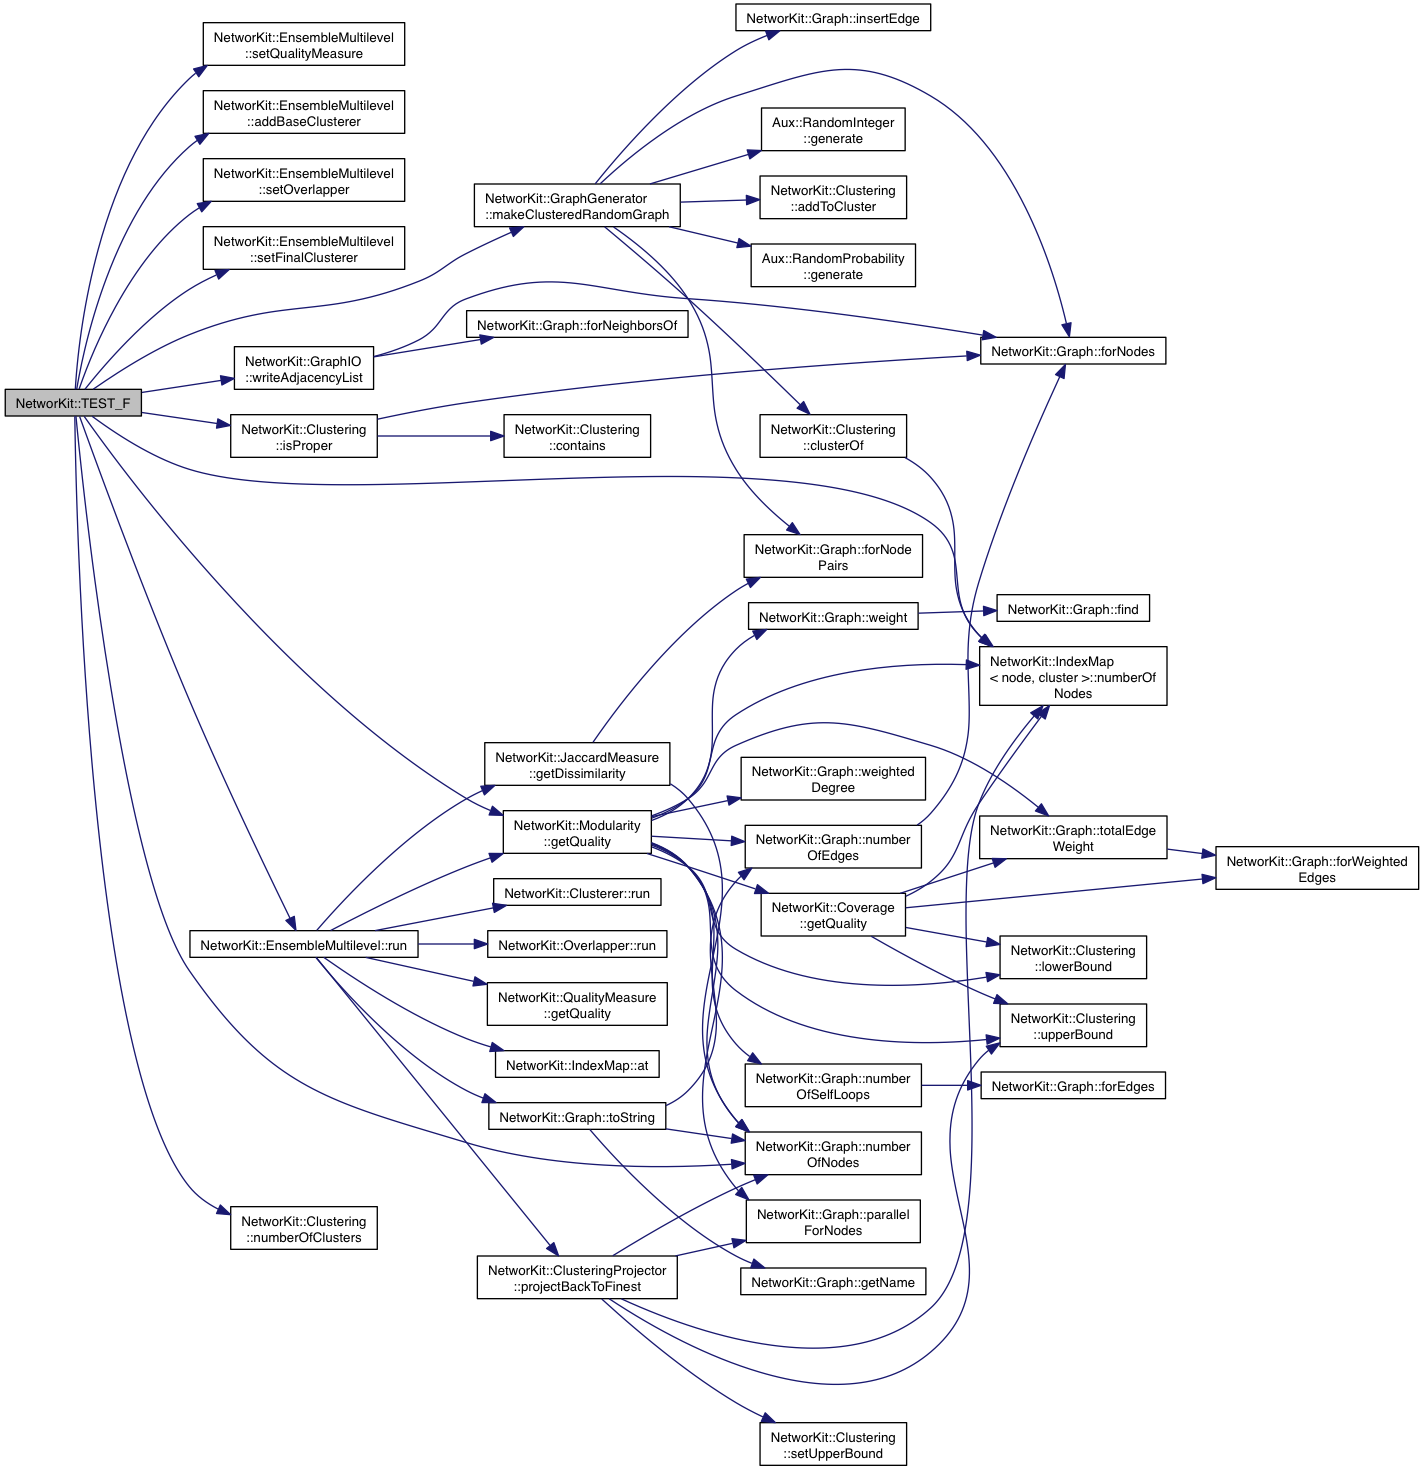 NetworKit::TEST_F
NetworKit::EnsembleMultilevel
::setQualityMeasure
NetworKit::EnsembleMultilevel
::addBaseClusterer
NetworKit::EnsembleMultilevel
::setOverlapper
NetworKit::EnsembleMultilevel
::setFinalClusterer
NetworKit::GraphIO
::writeAdjacencyList
NetworKit::Clustering
::isProper
NetworKit::EnsembleMultilevel::run
NetworKit::Clustering
::numberOfClusters
NetworKit::GraphGenerator
::makeClusteredRandomGraph
NetworKit::Graph::forNeighborsOf
NetworKit::Clustering
::contains
NetworKit::JaccardMeasure
::getDissimilarity
NetworKit::Modularity
::getQuality
NetworKit::Clusterer::run
NetworKit::Overlapper::run
NetworKit::QualityMeasure
::getQuality
NetworKit::IndexMap::at
NetworKit::Graph::toString
NetworKit::ClusteringProjector
::projectBackToFinest
NetworKit::Graph::insertEdge
Aux::RandomInteger
::generate
NetworKit::Clustering
::addToCluster
Aux::RandomProbability
::generate
NetworKit::Clustering
::clusterOf
NetworKit::Graph::forNode
Pairs
NetworKit::Graph::weight
NetworKit::Graph::weighted
Degree
NetworKit::Graph::number
OfEdges
NetworKit::Coverage
::getQuality
NetworKit::Graph::number
OfSelfLoops
NetworKit::Graph::number
OfNodes
NetworKit::Graph::parallel
ForNodes
NetworKit::Graph::getName
NetworKit::Clustering
::setUpperBound
NetworKit::Graph::forNodes
NetworKit::Graph::find
NetworKit::IndexMap
< node, cluster >::numberOf
Nodes
NetworKit::Graph::totalEdge
Weight
NetworKit::Clustering
::lowerBound
NetworKit::Clustering
::upperBound
NetworKit::Graph::forEdges
NetworKit::Graph::forWeighted
Edges